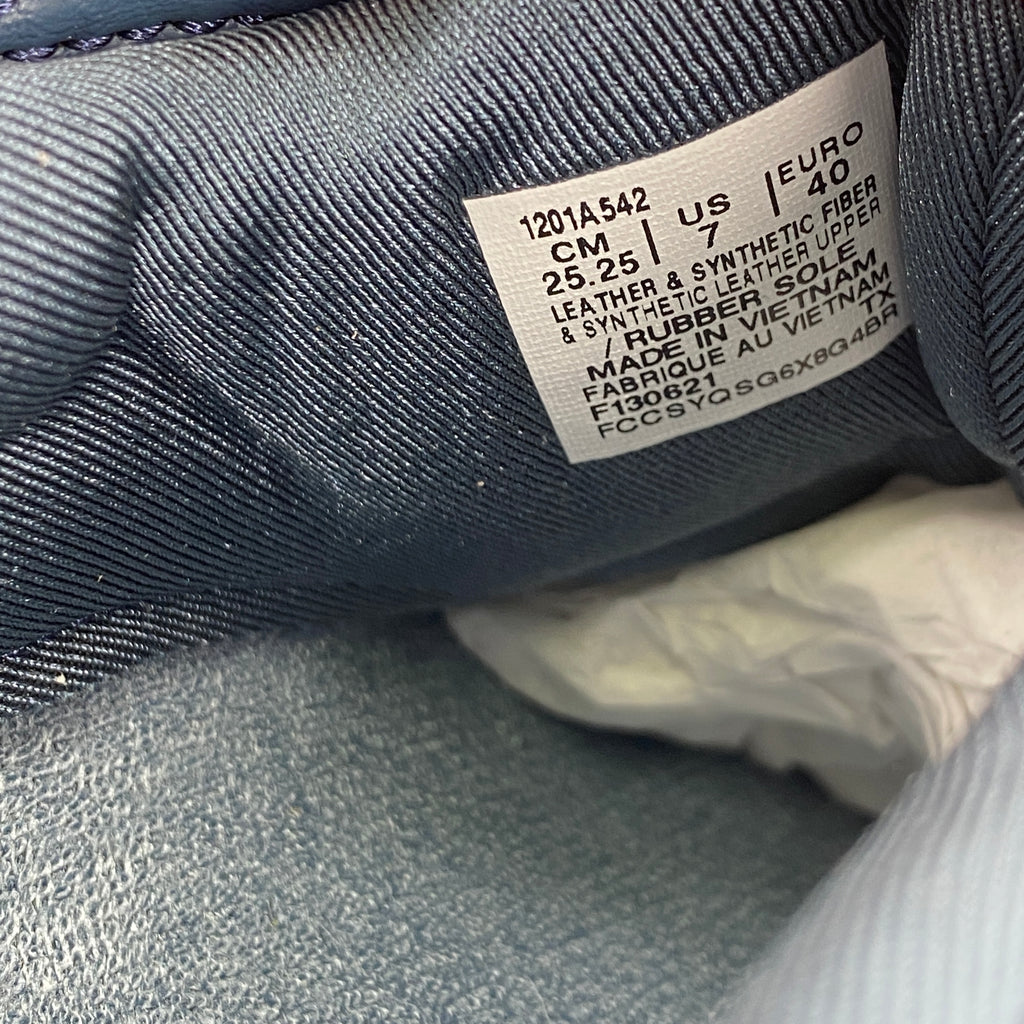 1201A542
CM | US | EURO
25.25 7 40
LEATHER & SYNTHETIC FIBER
& SYNTHETIC LEATHER UPPER
/ RUBBER SOLE
MADE IN VIETNAM
FABRIQUE AU VIETNAM
F130621 TX
FCCSYQSG6X8G4BR